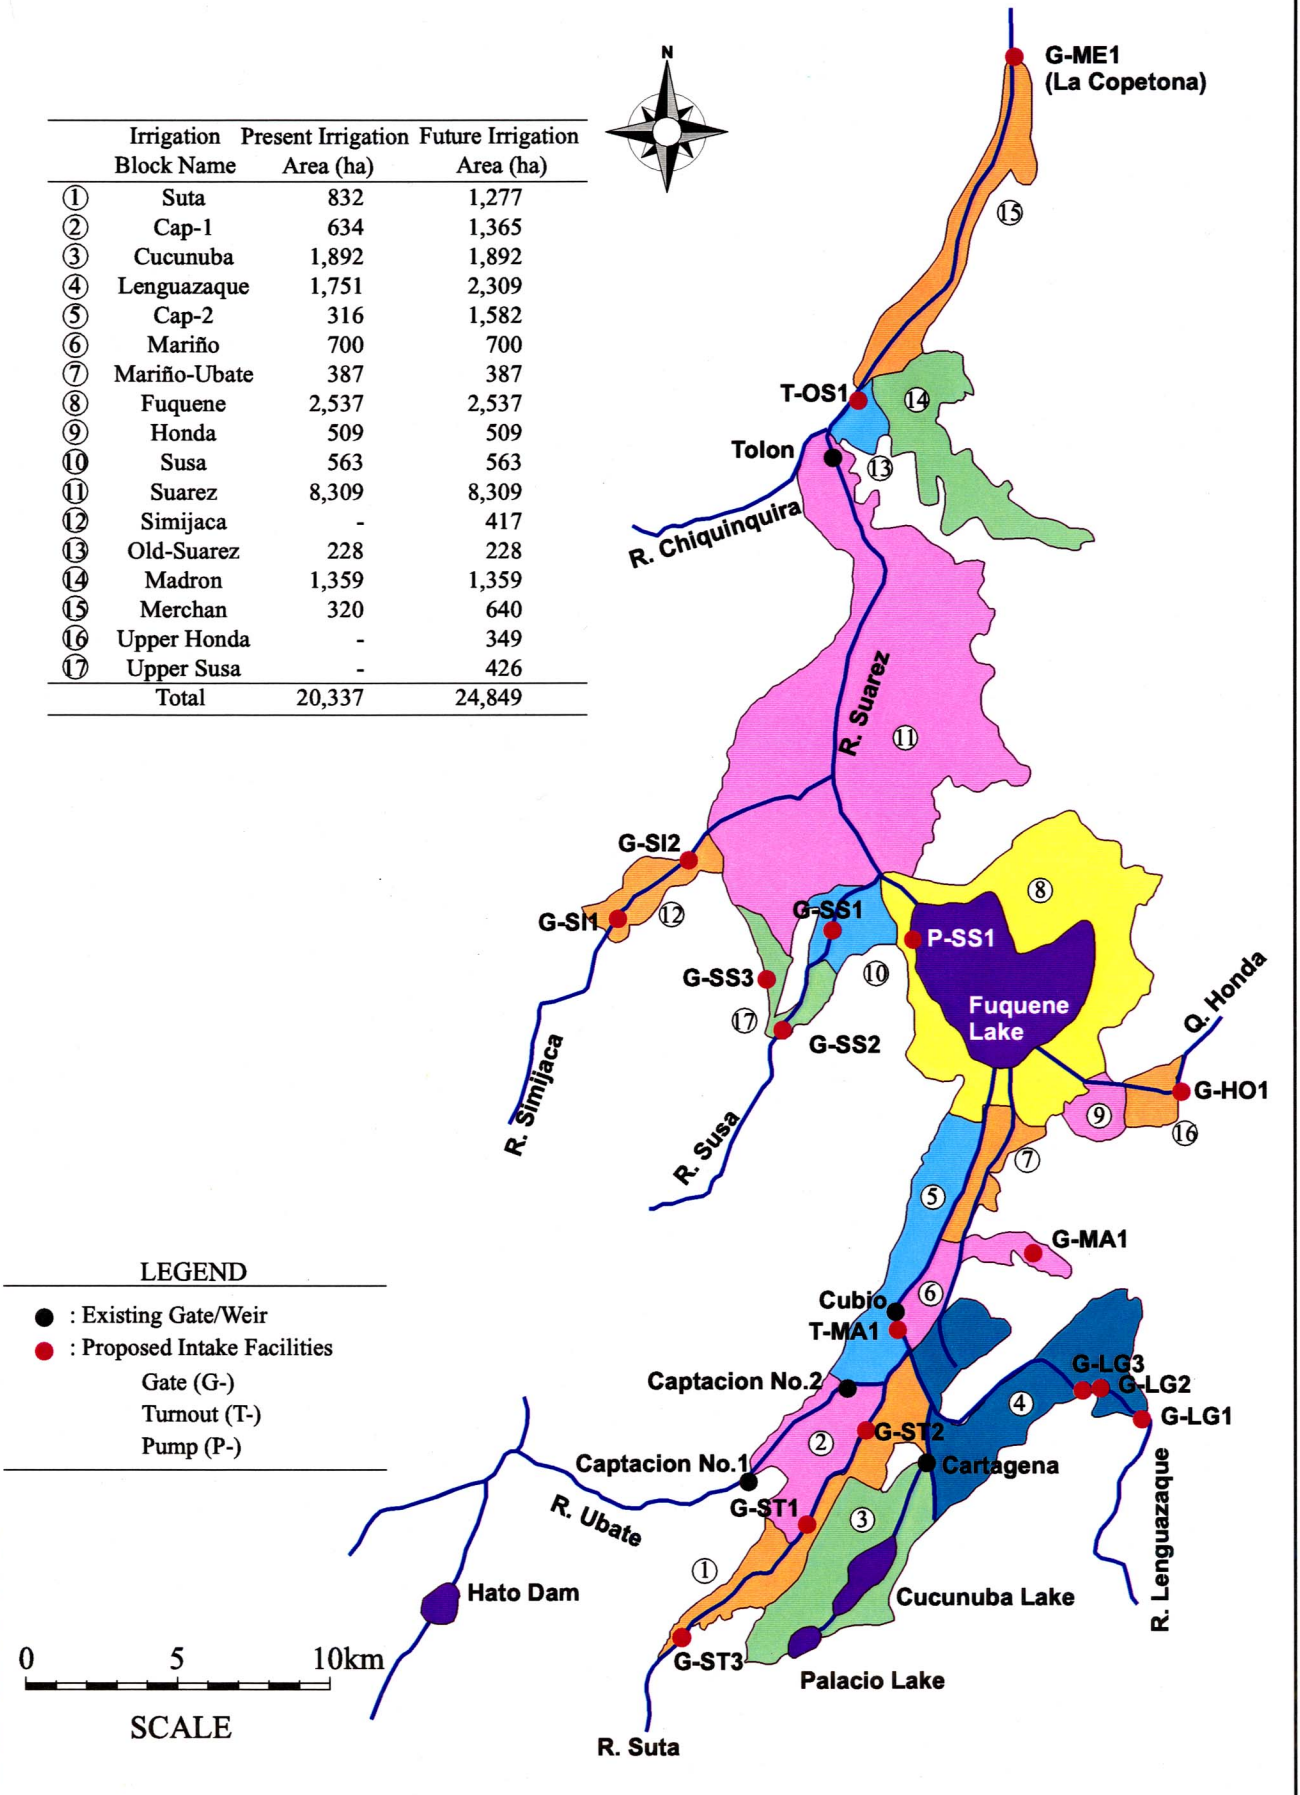 N
G-ME1
(La Copetona)
Irrigation Present Irrigation Future Irrigation
Block Name Area (ha) Area (ha)
① Suta 832 1,277
② Cap-1 634 1,365
③ Cucunuba 1,892 1,892
④ Lenguazaque 1,751 2,309
⑤ Cap-2 316 1,582
⑥ Mariño 700 700
⑦ Mariño-Ubate 387 387
⑧ Fuquene 2,537 2,537
⑨ Honda 509 509
⑩ Susa 563 563
⑪ Suarez 8,309 8,309
⑫ Simijaca - 417
⑬ Old-Suarez 228 228
⑭ Madron 1,359 1,359
⑮ Merchan 320 640
⑯ Upper Honda - 349
⑰ Upper Susa - 426
Total 20,337 24,849
⑮
T-OS1
⑭
Tolon
⑬
R. Chiquinquira
R. Suarez
⑪
G-SI2
⑧
G-SI1
⑫
G-SS1
P-SS1
⑩
G-SS3
Fuquene
Lake
Q. Honda
⑰
G-SS2
R. Simijaca
G-HO1
⑨
⑯
R. Susa
⑦
⑤
G-MA1
⑥
Cubio
T-MA1
G-LG3
Captacion No.2
G-LG2
④
G-LG1
G-ST2
②
Captacion No.1
Cartagena
R. Ubate
G-ST1
③
R. Lenguazaque
①
Hato Dam
Cucunuba Lake
G-ST3
Palacio Lake
R. Suta
LEGEND
: Existing Gate/Weir
: Proposed Intake Facilities
Gate (G-)
Turnout (T-)
Pump (P-)
0 5 10km
SCALE